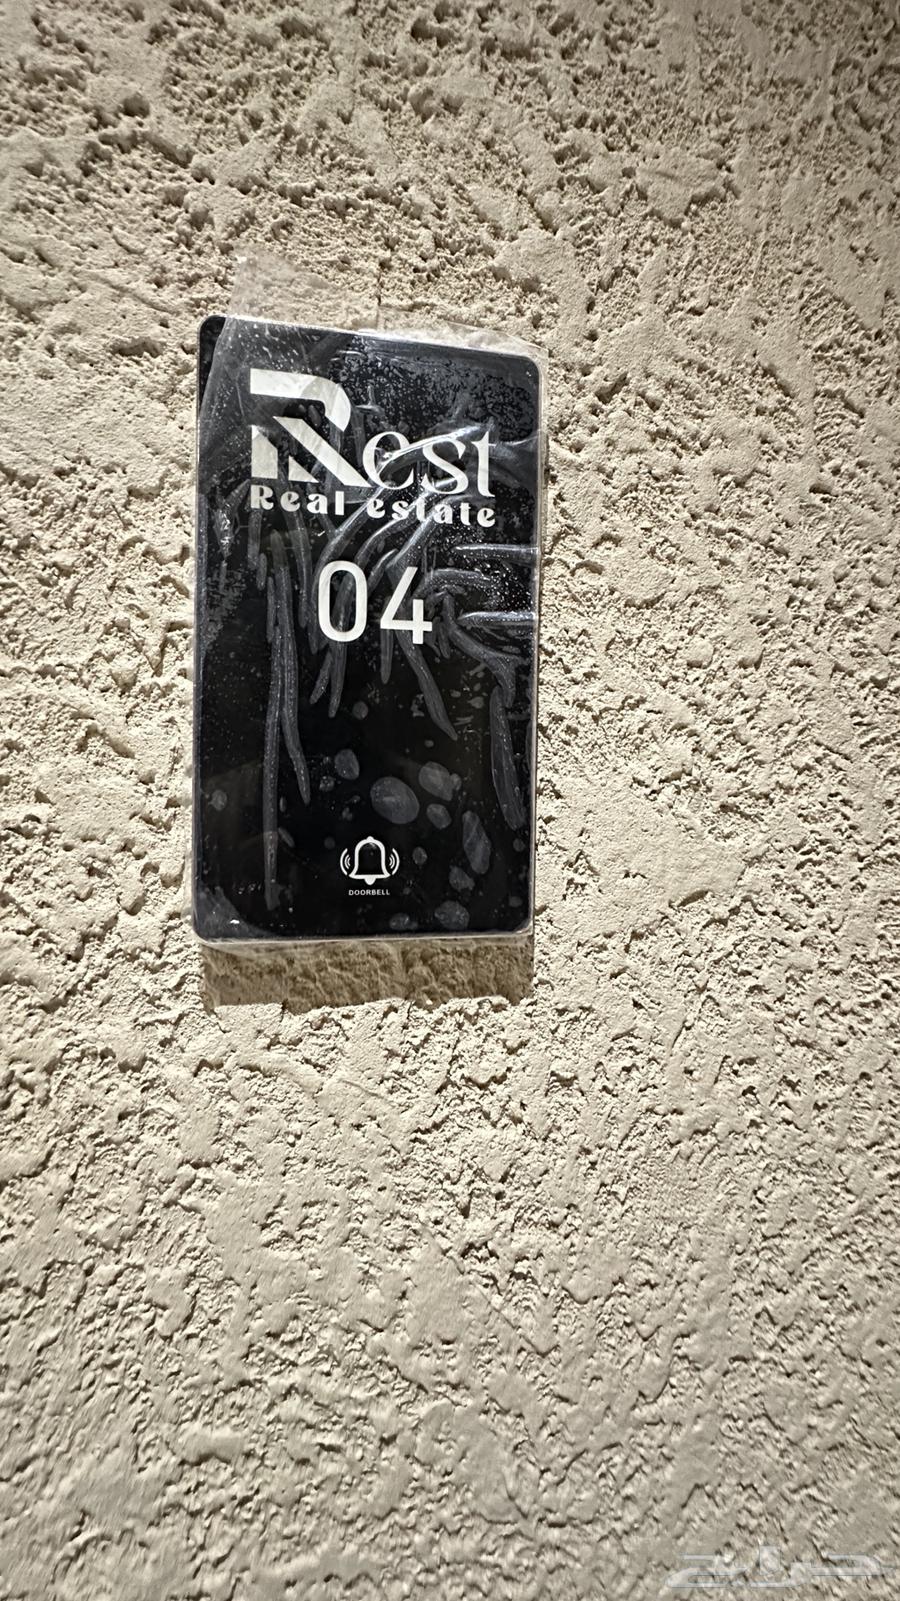 Rest
Real estate
04
DOORBELL
حراج